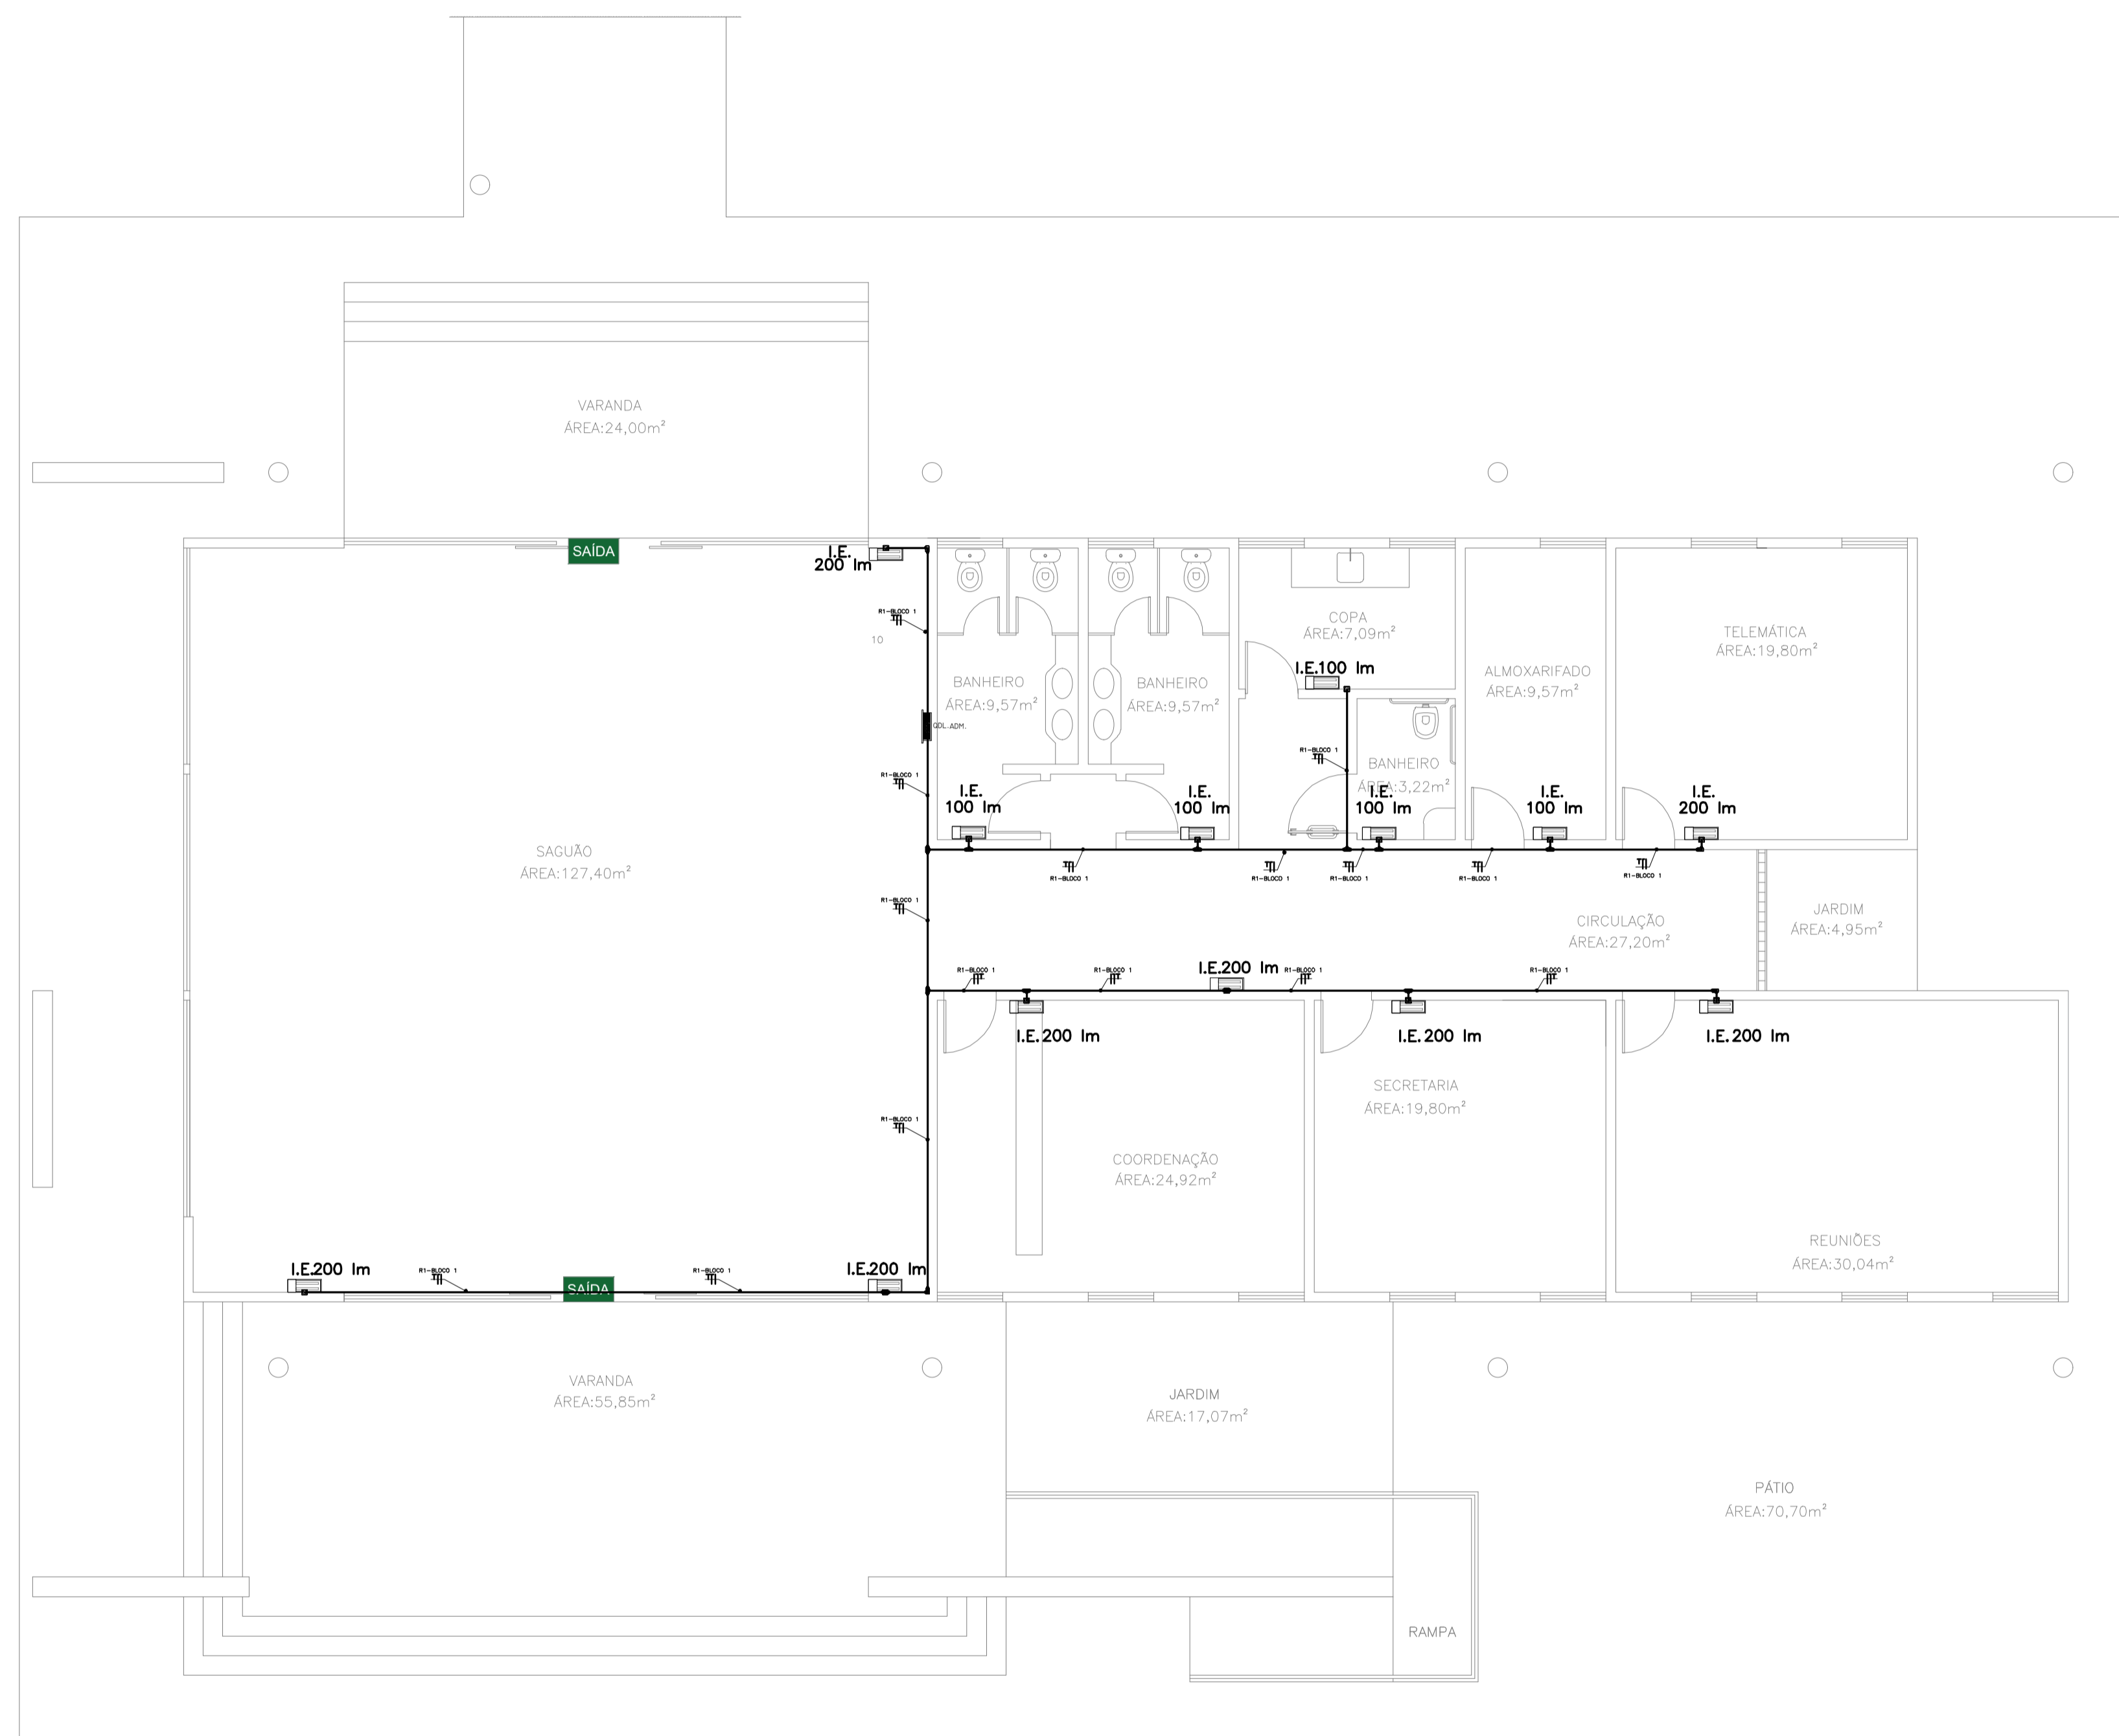 VARANDA
ÁREA:24,00m²
SAÍDA
I.E.
200 lm
R1-BLOCO 1
10
QDL.ADM.
R1-BLOCO 1
BANHEIRO
ÁREA:9,57m²
BANHEIRO
ÁREA:9,57m²
COPA
ÁREA:7,09m²
I.E.100 lm
R1-BLOCO 1
BANHEIRO
ÁREA:3,22m²
ALMOXARIFADO
ÁREA:9,57m²
TELEMÁTICA
ÁREA:19,80m²
I.E.
100 lm
I.E.
100 lm
I.E.
100 lm
I.E.
100 lm
I.E.
200 lm
R1-BLOCO 1
R1-BLOCO 1
R1-BLOCO 1
R1-BLOCO 1
R1-BLOCO 1
SAGUÃO
ÁREA:127,40m²
R1-BLOCO 1
CIRCULAÇÃO
ÁREA:27,20m²
JARDIM
ÁREA:4,95m²
R1-BLOCO 1
R1-BLOCO 1
I.E.200 lm
R1-BLOCO 1
R1-BLOCO 1
I.E.200 lm
I.E.200 lm
I.E.200 lm
R1-BLOCO 1
SECRETARIA
ÁREA:19,80m²
COORDENAÇÃO
ÁREA:24,92m²
REUNIÕES
ÁREA:30,04m²
I.E.200 lm
R1-BLOCO 1
SAÍDA
R1-BLOCO 1
I.E.200 lm
VARANDA
ÁREA:55,85m²
JARDIM
ÁREA:17,07m²
PÁTIO
ÁREA:70,70m²
RAMPA